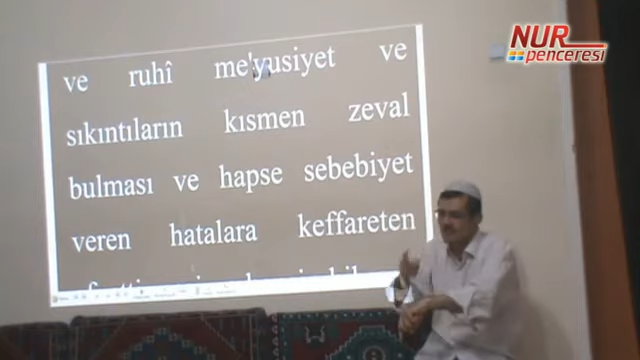 NUR
penceresi
ve ruhî me'yusiyet ve
sıkıntıların kısmen zeval
bulması ve hapse sebebiyet
veren hatalara keffareten